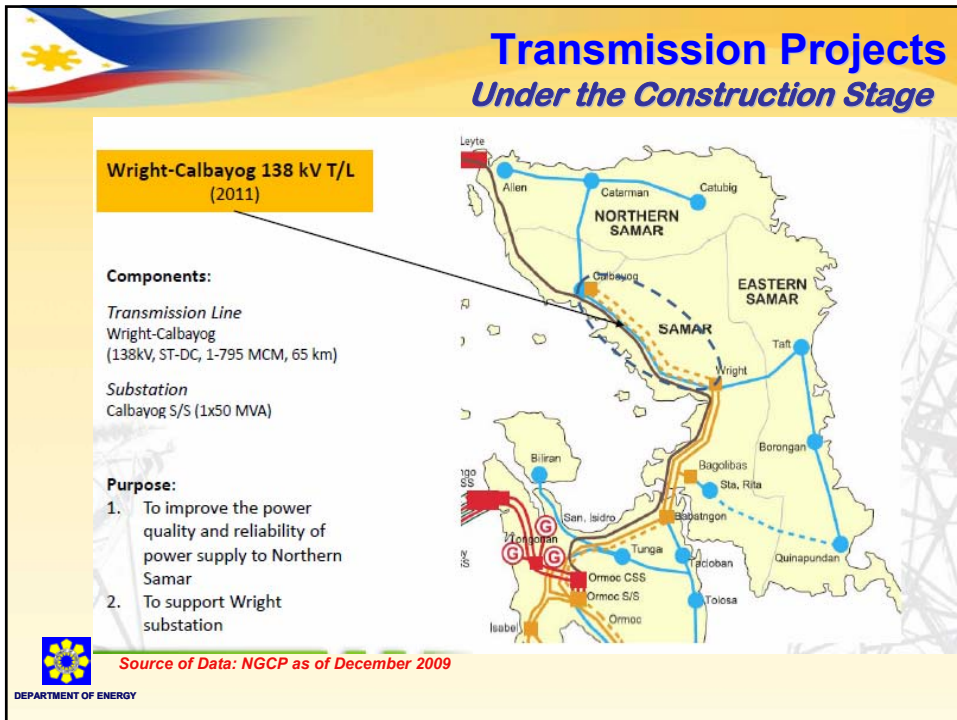 Transmission Projects
Under the Construction Stage
Wright-Calbayog 138 kV T/L
(2011)
Components:
Transmission Line
Wright-Calbayog
(138kV, ST-DC, 1-795 MCM, 65 km)
Substation
Calbayog S/S (1x50 MVA)
Purpose:
1. To improve the power
quality and reliability of
power supply to Northern
Samar
2. To support Wright
substation
Leyte
Allen
Catarman
Catubig
NORTHERN
SAMAR
Calbayog
EASTERN
SAMAR
SAMAR
Taft
Wright
Borongan
Biliran
Bagolibas
Sta. Rita
San. Isidro
Babatngon
G
G
G
Tongonan
Tunga
Tacloban
Quinapundan
Ormoc CSS
Ormoc S/S
Tolosa
Ormoc
Isabel
Source of Data: NGCP as of December 2009
DEPARTMENT OF ENERGY